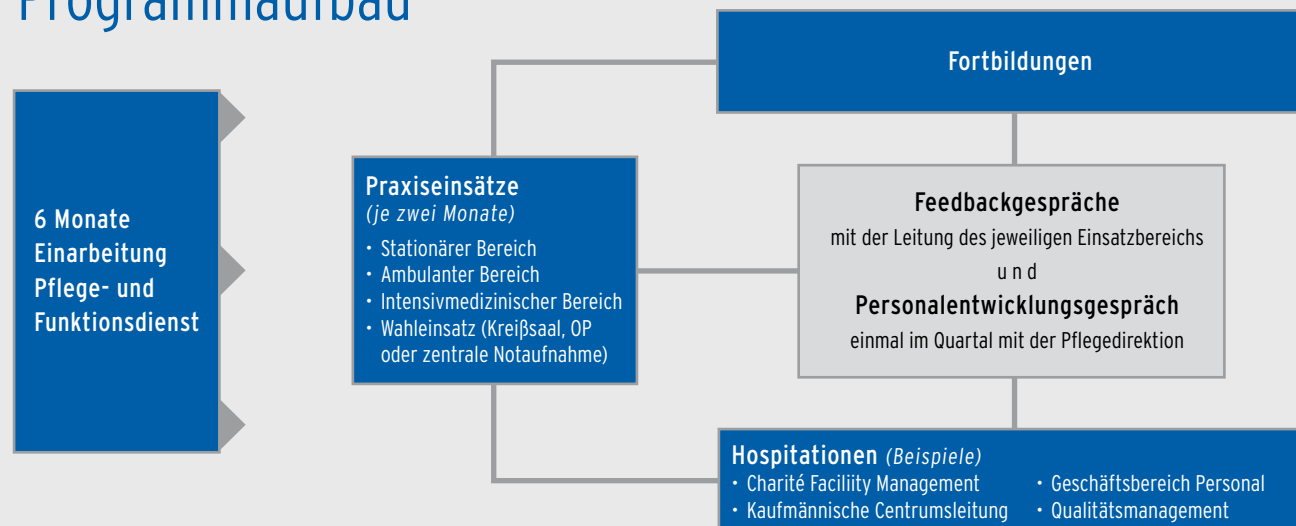 Programmaufbau
6 Monate
Einarbeitung
Pflege- und
Funktionsdienst
Praxiseinsätze
(je zwei Monate)
· Stationärer Bereich
· Ambulanter Bereich
· Intensivmedizinischer Bereich
· Wahleinsatz (Kreißsaal, OP
oder zentrale Notaufnahme)
Fortbildungen
Feedbackgespräche
mit der Leitung des jeweiligen Einsatzbereichs
und
Personalentwicklungsgespräch
einmal im Quartal mit der Pflegedirektion
Hospitationen (Beispiele)
· Charité Faciliity Management
· Kaufmännische Centrumsleitung
· Geschäftsbereich Personal
· Qualitätsmanagement